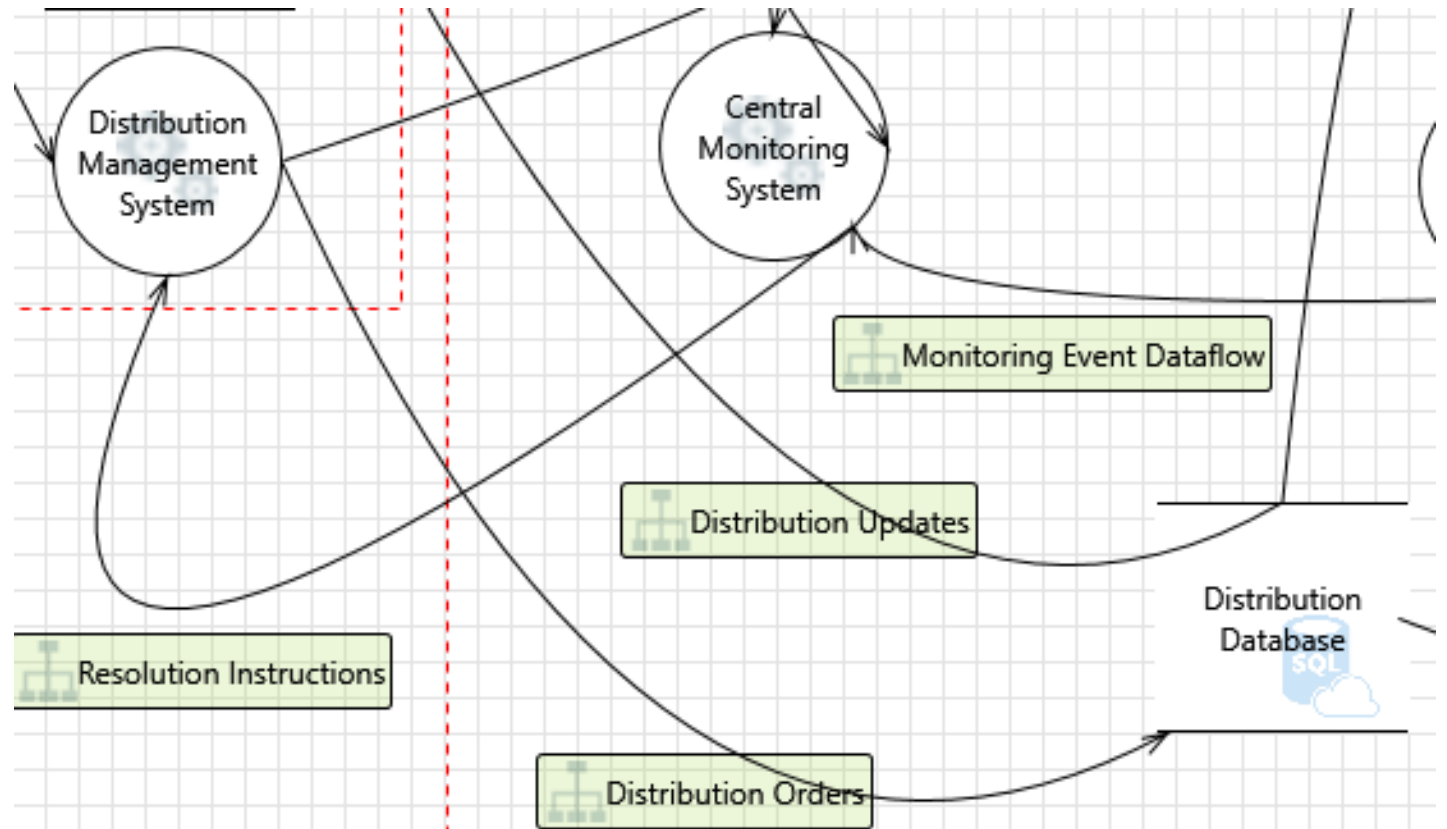 Distribution
Management
System
Central
Monitoring
System
Monitoring Event Dataflow
Distribution Updates
Distribution
Database
SQL
Resolution Instructions
Distribution Orders